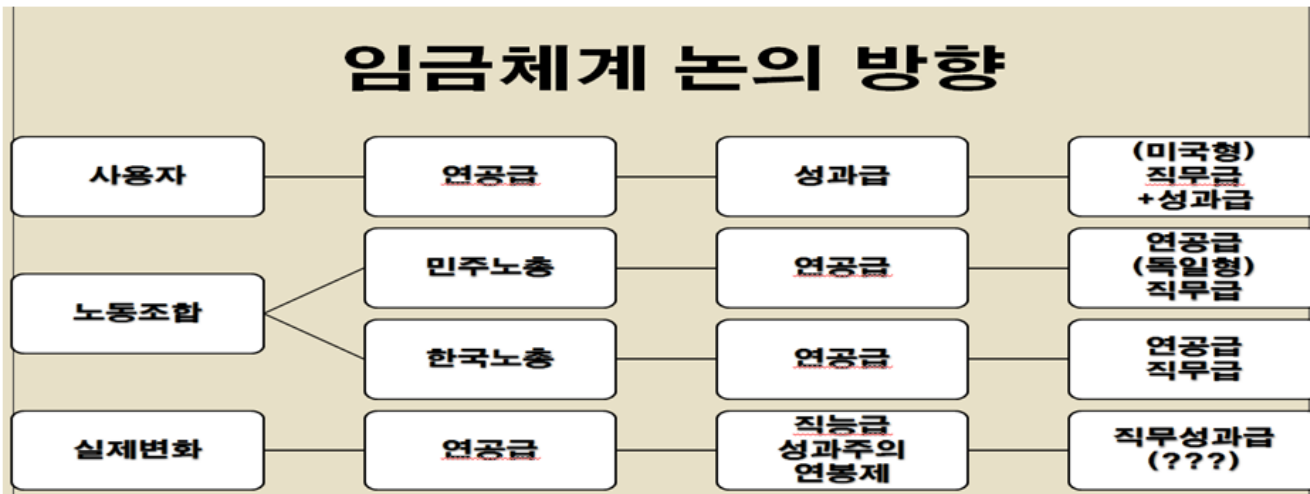 임금체계 논의 방향
사용자
연공급
성과급
(미국형)
직무급
+성과급
노동조합
민주노총
연공급
연공급
(독일형)
직무급
한국노총
연공급
연공급
직무급
실제변화
연공급
직능급
성과주의
연봉제
직무성과급
(???)